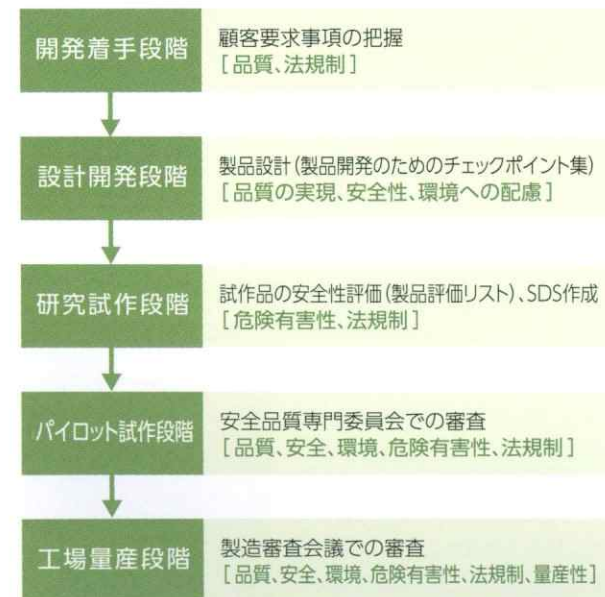 開発着手段階
顧客要求事項の把握
[品質、法規制]
設計開発段階
製品設計(製品開発のためのチェックポイント集)
[品質の実現、安全性、環境への配慮]
研究試作段階
試作品の安全性評価(製品評価リスト)、SDS作成
[危険有害性、法規制]
パイロット試作段階
安全品質専門委員会での審査
[品質、安全、環境、危険有害性、法規制]
工場量産段階
製造審査会議での審査
[品質、安全、環境、危険有害性、法規制、量産性]